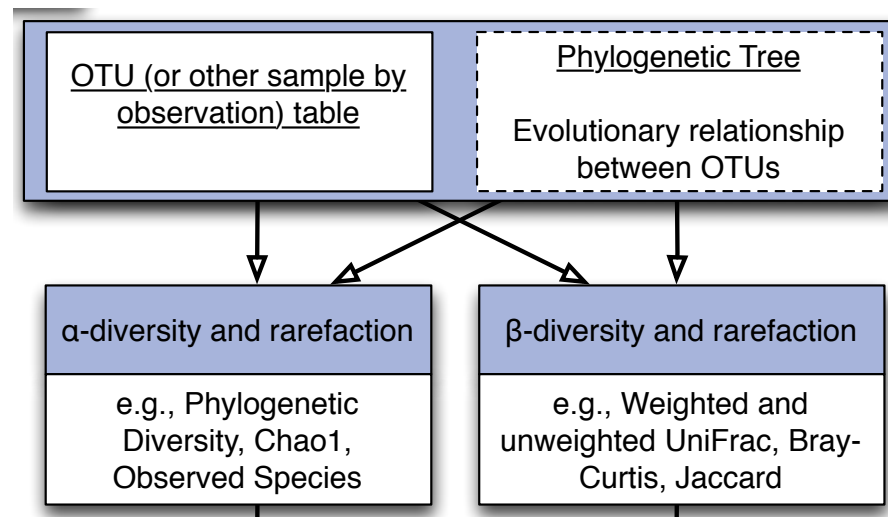 OTU (or other sample by
observation) table
Phylogenetic Tree
Evolutionary relationship
between OTUs
α-diversity and rarefaction
e.g., Phylogenetic
Diversity, Chao1,
Observed Species
β-diversity and rarefaction
e.g., Weighted and
unweighted UniFrac, Bray-
Curtis, Jaccard